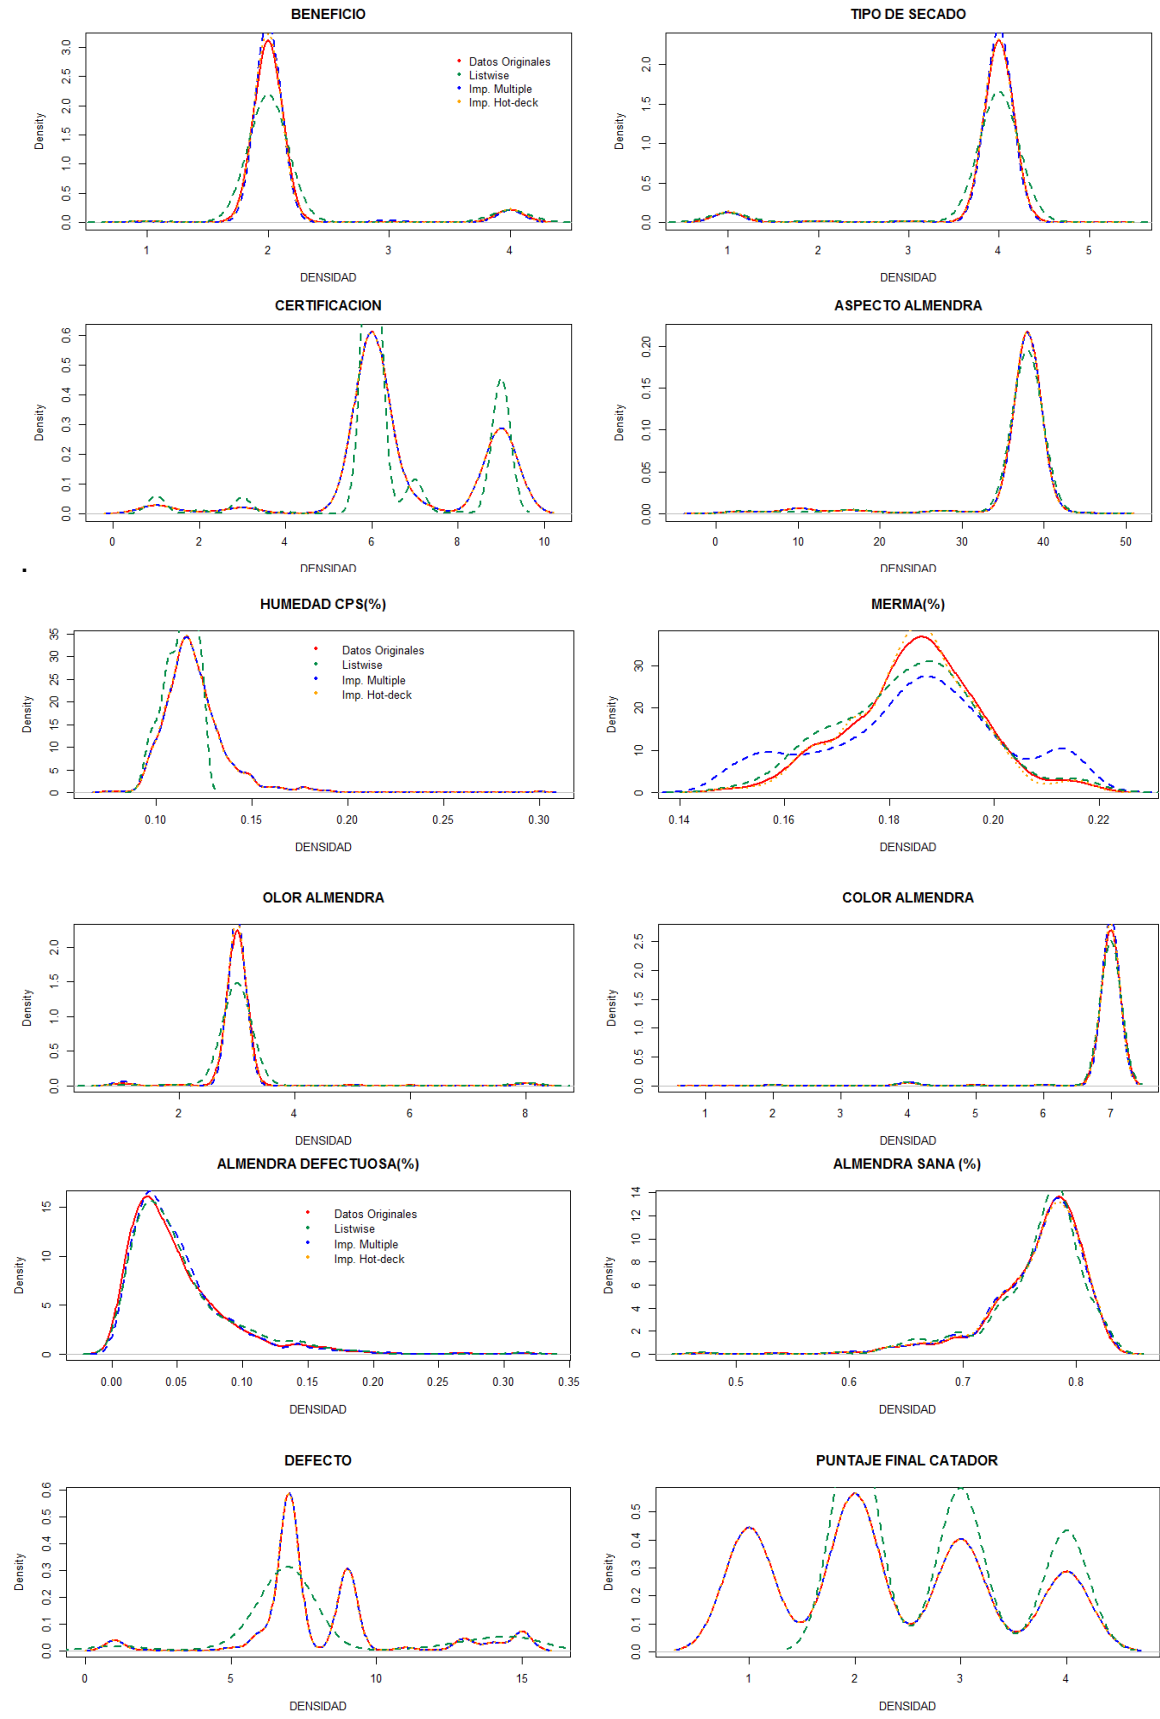 BENEFICIO
TIPO DE SECADO
Density
0.0 0.5 1.0 1.5 2.0 2.5 3.0
Datos Originales
Listwise
Imp. Multiple
Imp. Hot-deck
1 2 3 4
DENSIDAD
Density
0.0 0.5 1.0 1.5 2.0
1 2 3 4 5
DENSIDAD
CERTIFICACION
ASPECTO ALMENDRA
Density
0.0 0.1 0.2 0.3 0.4 0.5 0.6
0 2 4 6 8 10
DENSIDAD
Density
0.00 0.05 0.10 0.15 0.20
0 10 20 30 40 50
DENSIDAD
HUMEDAD CPS(%)
MERMA(%)
Density
0 5 10 15 20 25 30 35
Datos Originales
Listwise
Imp. Multiple
Imp. Hot-deck
0.10 0.15 0.20 0.25 0.30
DENSIDAD
Density
0 10 20 30
0.14 0.16 0.18 0.20 0.22
DENSIDAD
OLOR ALMENDRA
COLOR ALMENDRA
Density
0.0 0.5 1.0 1.5 2.0
2 4 6 8
DENSIDAD
Density
0.0 0.5 1.0 1.5 2.0 2.5
1 2 3 4 5 6 7
DENSIDAD
ALMENDRA DEFECTUOSA(%)
ALMENDRA SANA (%)
Density
0 5 10 15
Datos Originales
Listwise
Imp. Multiple
Imp. Hot-deck
0.00 0.05 0.10 0.15 0.20 0.25 0.30 0.35
DENSIDAD
Density
0 2 4 6 8 10 12 14
0.5 0.6 0.7 0.8
DENSIDAD
DEFECTO
PUNTAJE FINAL CATADOR
Density
0.0 0.1 0.2 0.3 0.4 0.5 0.6
0 5 10 15
DENSIDAD
Density
0.0 0.1 0.2 0.3 0.4 0.5
1 2 3 4
DENSIDAD